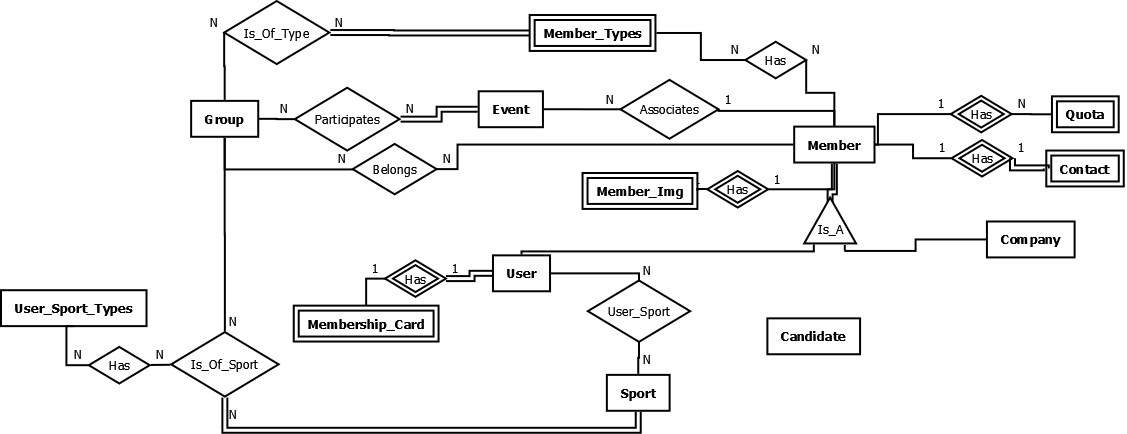 N Is_Of_Type N
Member_Types
N Has N
Group
N Participates N
Event
N Associates 1
Member
1 Has N
Quota
1 Has 1
Contact
N Belongs N
Member_Img
Has 1
Is_A
Company
1 Has 1
User
N
User_Sport
N
Membership_Card
User_Sport_Types
N Has N
N
Is_Of_Sport
N
Candidate
Sport